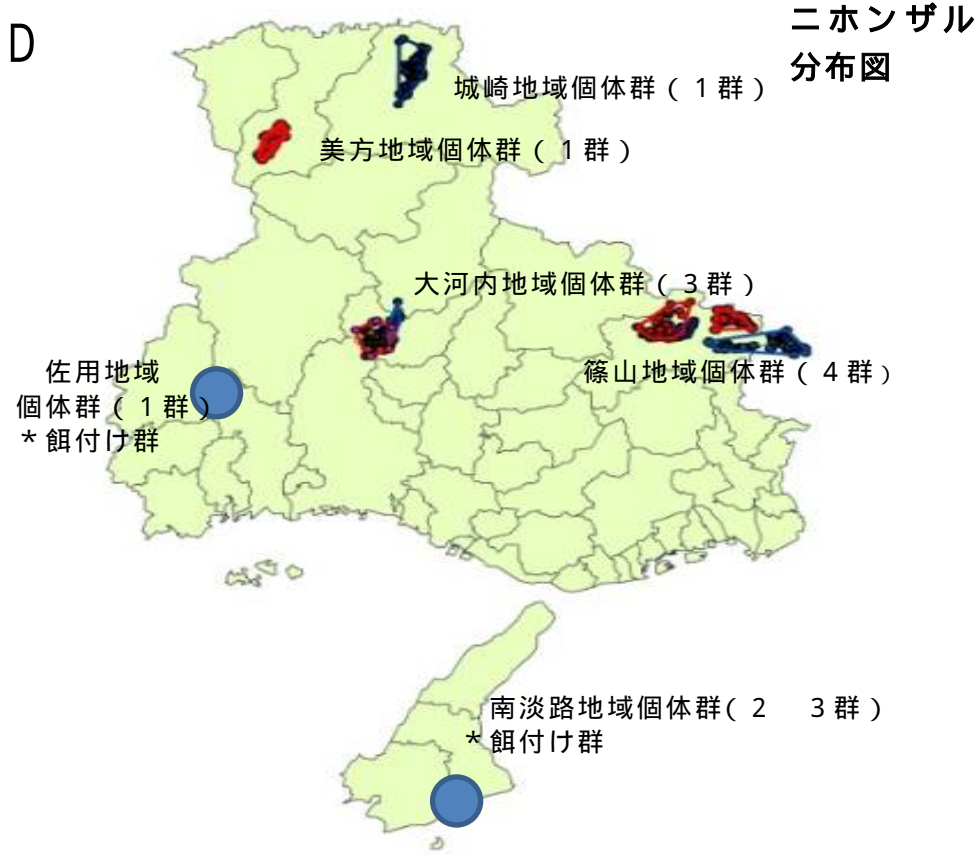 D
ニホンザル
分布図
城崎地域個体群（１群）
美方地域個体群（１群）
大河内地域個体群（３群）
篠山地域個体群（４群）
佐用地域
個体群（１群）
*餌付け群
南淡路地域個体群(２　３群）
*餌付け群